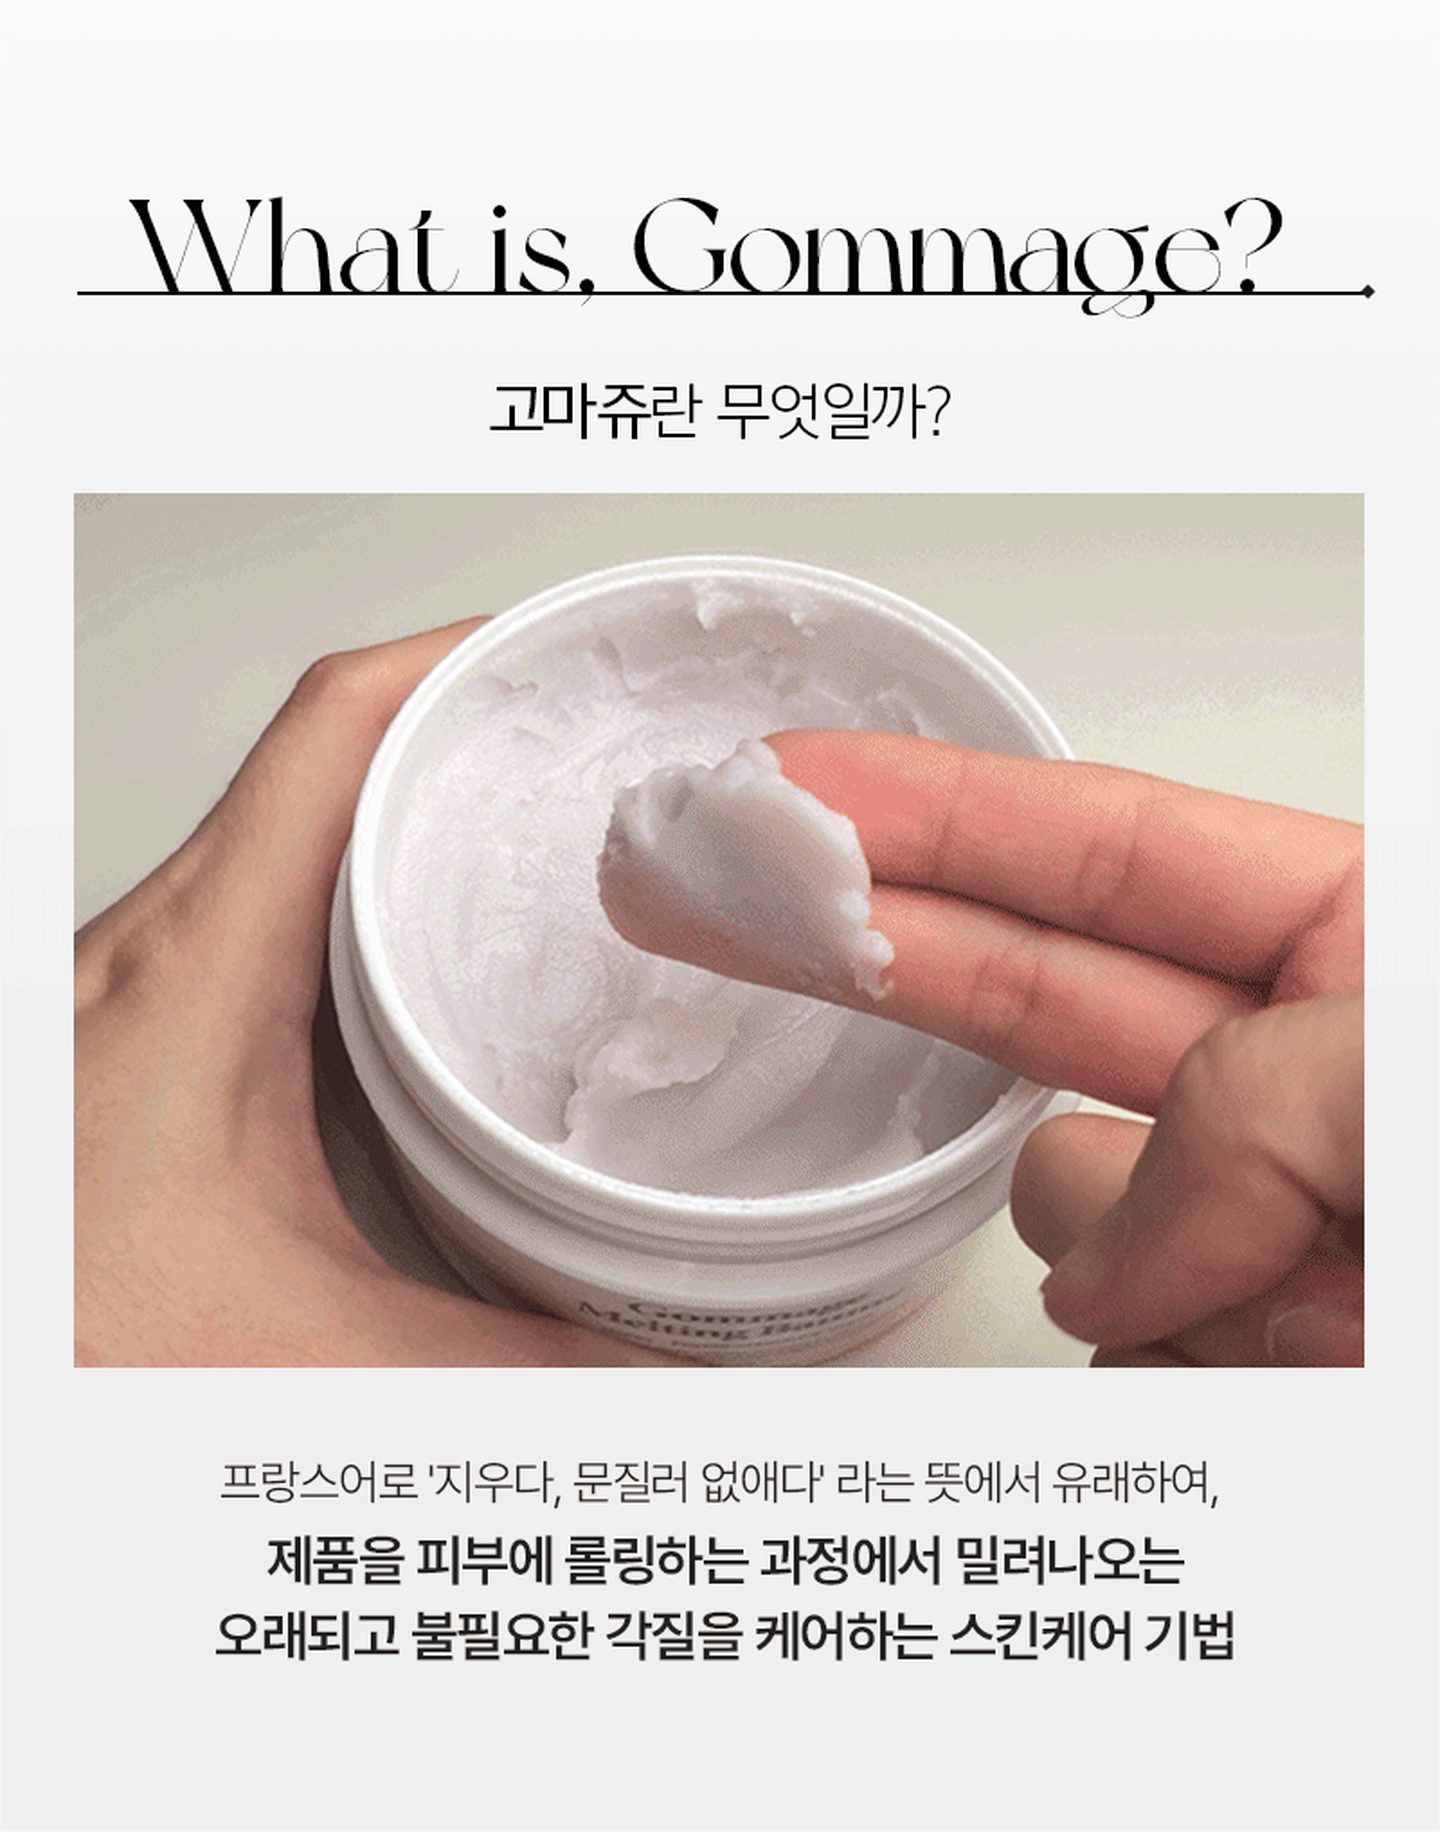 What is, Gommage?
고마쥬란 무엇일까?
Gommage
Melting
프랑스어로 '지우다, 문질러 없애다' 라는 뜻에서 유래하여,
제품을 피부에 롤링하는 과정에서 밀려나오는
오래되고 불필요한 각질을 케어하는 스킨케어 기법